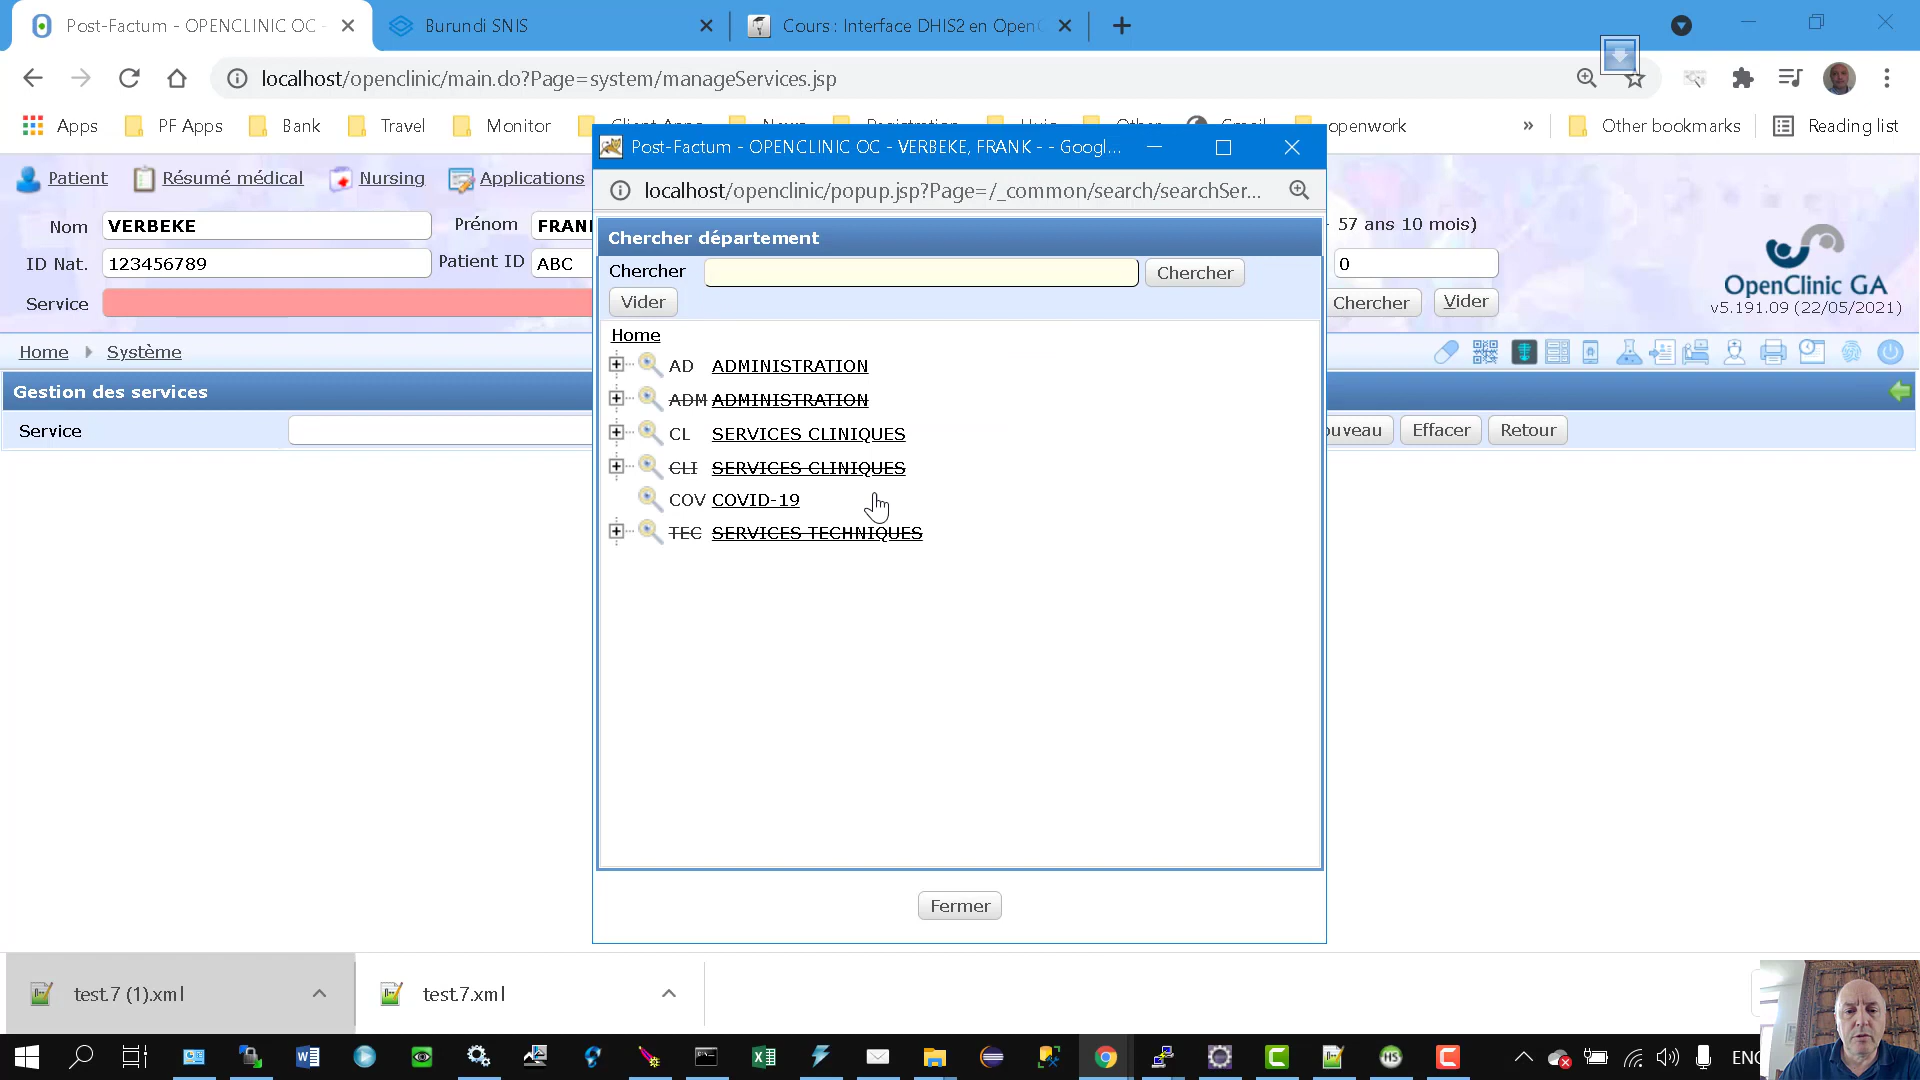 Post-Factum - OPENCLINIC OC -
Burundi SNIS
Cours : Interface DHIS2 en Open
localhost/openclinic/main.do?Page=system/manageServices.jsp
Apps
PF Apps
Bank
Travel
Monitor
openwork
»
Other bookmarks
Reading list
Post-Factum - OPENCLINIC OC - VERBEKE, FRANK - - Googl...
localhost/openclinic/popup.jsp?Page=/_common/search/searchSer...
Patient
Résumé médical
Nursing
Applications
Nom
VERBEKE
Prénom
57 ans 10 mois)
ID Nat.
123456789
Patient ID
ABC
0
Service
Chercher
Vider
OpenClinic GA
v5.191.09 (22/05/2021)
Home
Système
Gestion des services
Service
Effacer
Retour
Chercher département
Chercher
Chercher
Vider
Home
AD ADMINISTRATION
ADM ADMINISTRATION
CL SERVICES CLINIQUES
CLI SERVICES CLINIQUES
COV COVID-19
TEC SERVICES TECHNIQUES
Fermer
test.7 (1).xml
test.7.xml